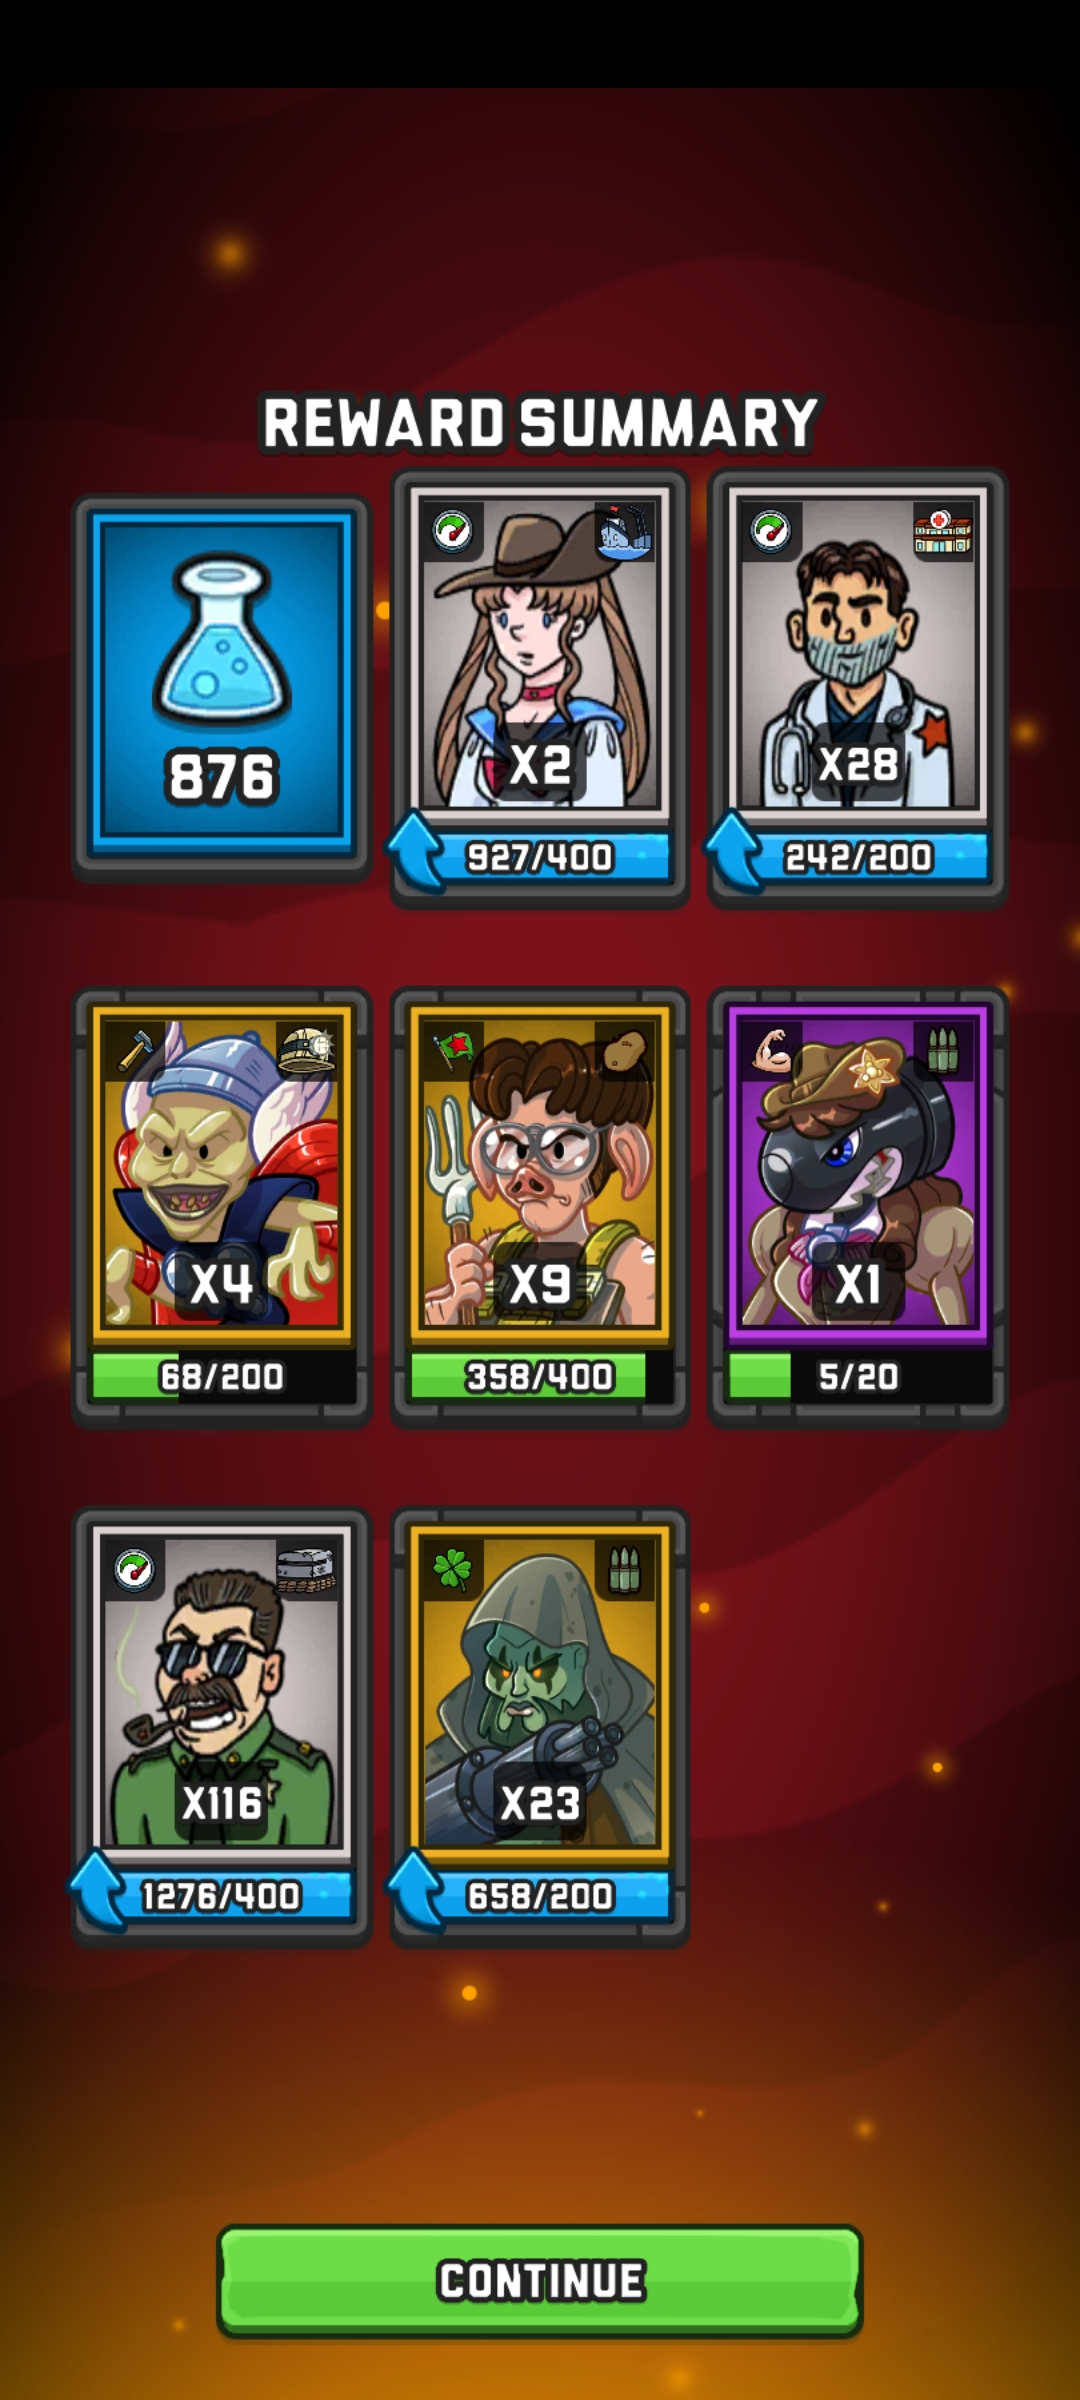 REWARD SUMMARY
876
X2
X28
927/400
242/200
X4
X9
X1
68/200
358/400
5/20
X116
X23
1276/400
658/200
CONTINUE